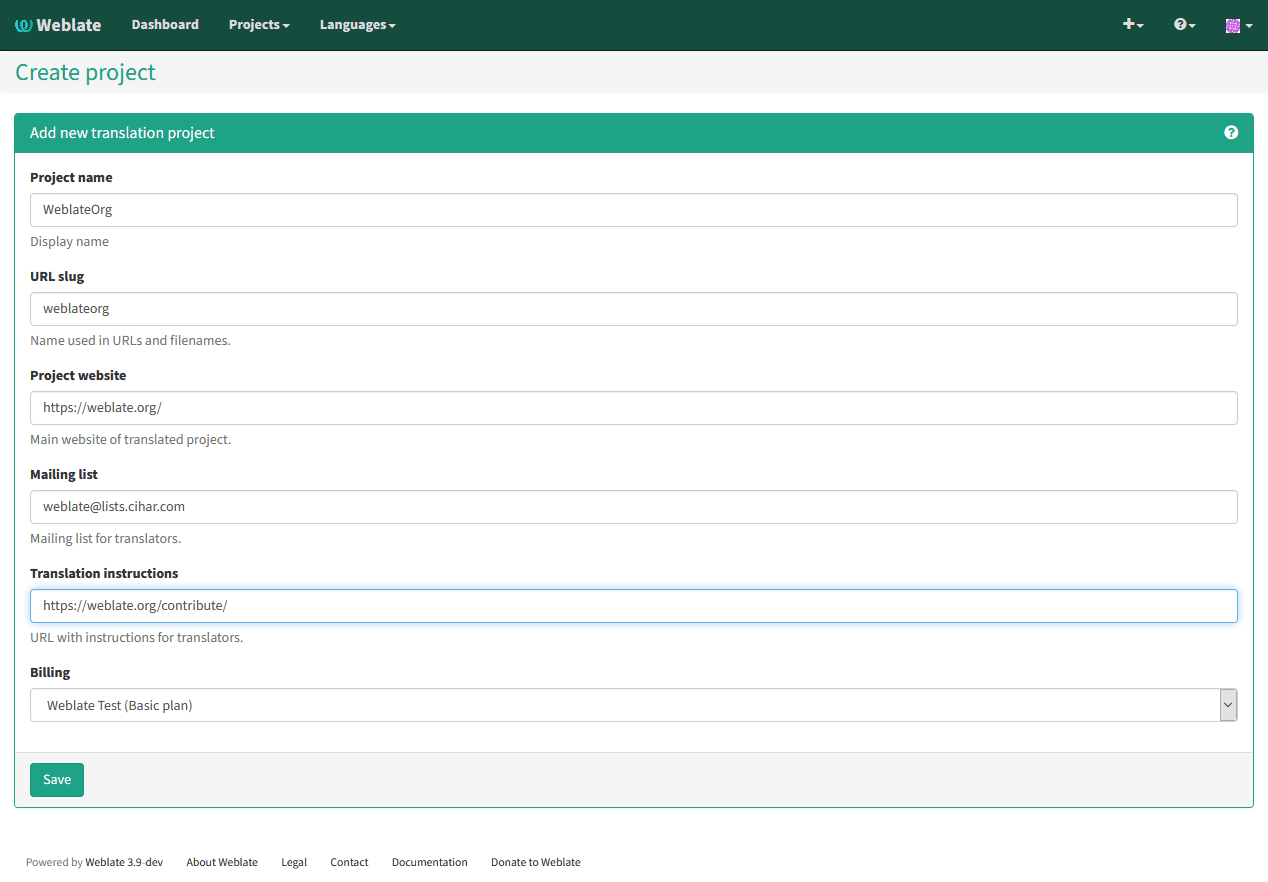 Weblate Dashboard Projects Languages
Create project
Add new translation project
Project name
WeblateOrg
Display name
URL slug
weblateorg
Name used in URLs and filenames.
Project website
https://weblate.org/
Main website of translated project.
Mailing list
weblate@lists.cihar.com
Mailing list for translators.
Translation instructions
https://weblate.org/contribute/
URL with instructions for translators.
Billing
Weblate Test (Basic plan)
Save
Powered by Weblate 3.9-dev About Weblate Legal Contact Documentation Donate to Weblate